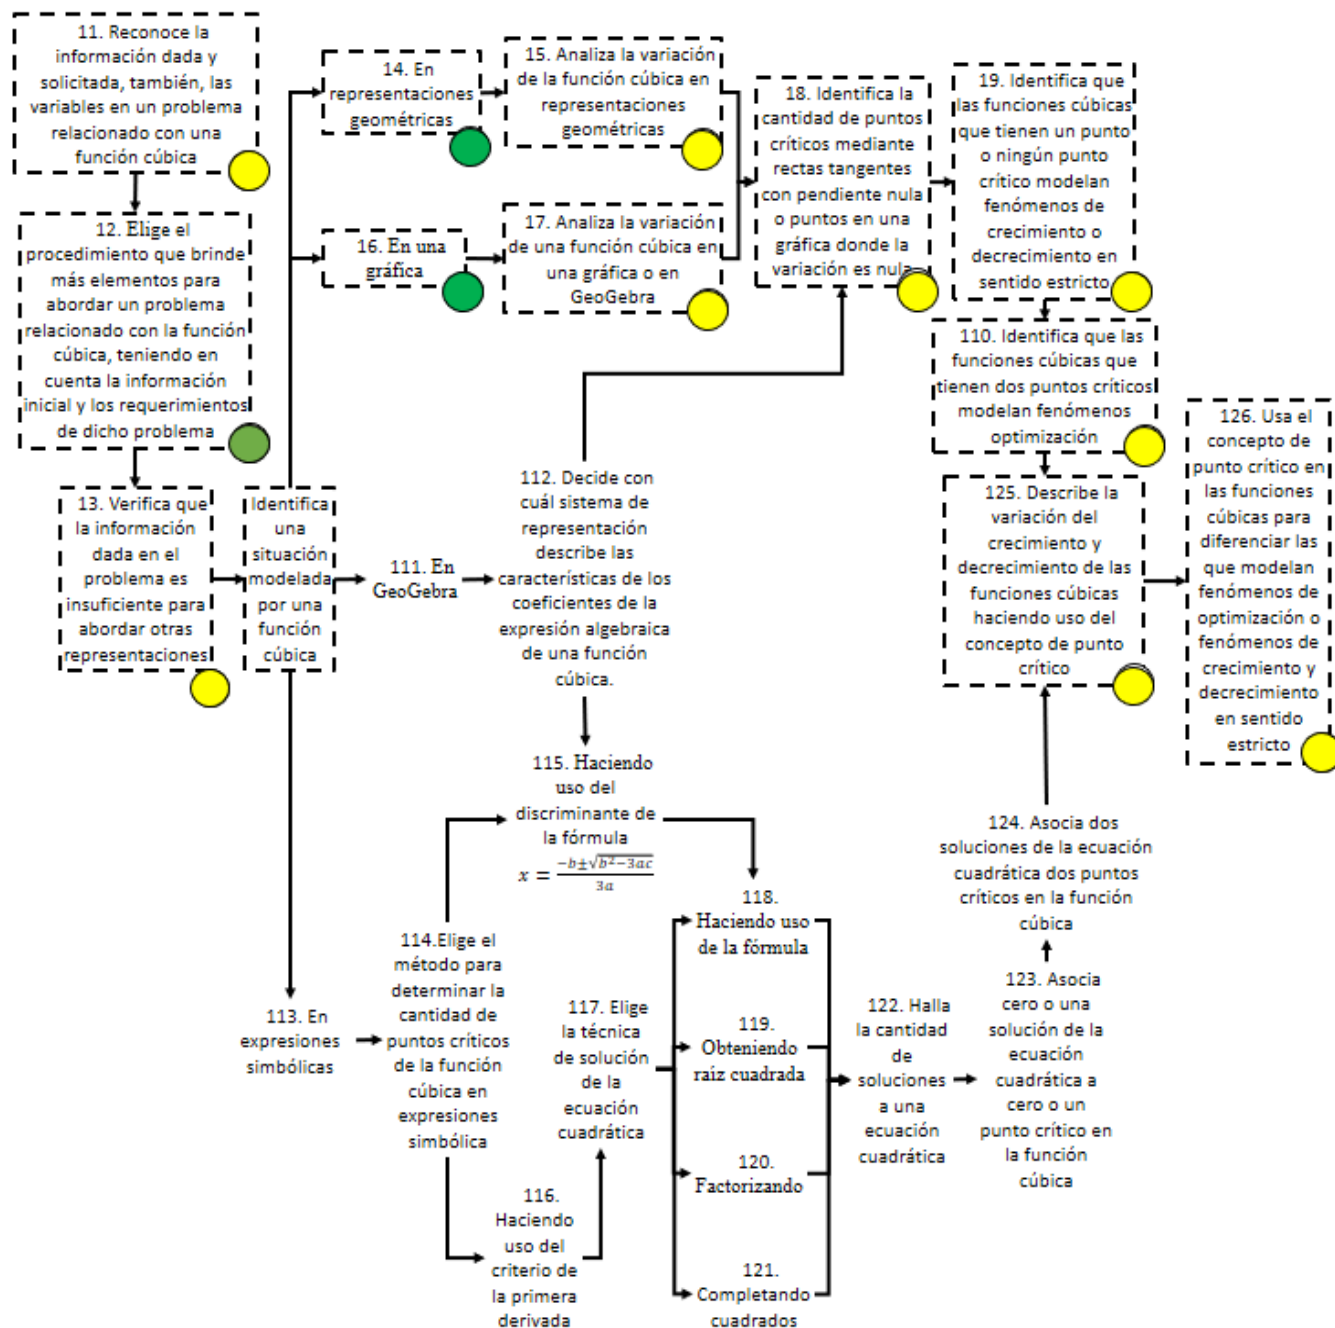 11. Reconoce la
información dada y
solicitada, también, las
variables en un problema
relacionado con una
función cúbica
12. Elige el
procedimiento que brinde
más elementos para
abordar un problema
relacionado con la función
cúbica, teniendo en
cuenta la información
inicial y los requerimientos
de dicho problema
13. Verifica que
la información
dada en el
problema es
insuficiente para
abordar otras
representaciones
Identifica
una
situación
modelada
por una
función
cúbica
14. En
representaciones
geométricas
15. Analiza la variación
de la función cúbica en
representaciones
geométricas
16. En una
gráfica
17. Analiza la variación
de una función cúbica en
una gráfica o en
GeoGebra
18. Identifica la
cantidad de puntos
críticos mediante
rectas tangentes
con pendiente nula
o puntos en una
gráfica donde la
variación es nula
19. Identifica que
las funciones cúbicas
que tienen un punto
o ningún punto
crítico modelan
fenómenos de
crecimiento o
decrecimiento en
sentido estricto
110. Identifica que las
funciones cúbicas que
tienen dos puntos críticos
modelan fenómenos
optimización
111. En
GeoGebra
112. Decide con
cuál sistema de
representación
describe las
características de los
coeficientes de la
expresión algebraica
de una función
cúbica.
125. Describe la
variación del
crecimiento y
decrecimiento de las
funciones cúbicas
haciendo uso del
concepto de punto
crítico
126. Usa el
concepto de
punto crítico en
las funciones
cúbicas para
diferenciar las
que modelan
fenómenos de
optimización o
fenómenos de
crecimiento y
decrecimiento
en sentido
estricto
113. En
expresiones
simbólicas
114.Elige el
método para
determinar la
cantidad de
puntos críticos
de la función
cúbica en
expresiones
simbólica
115. Haciendo
uso del
discriminante de
la fórmula
x = \frac{-b±\sqrt{b^2-3ac}}{3a}
116.
Haciendo
uso del
criterio de
la primera
derivada
117. Elige
la técnica
de solución
de la
ecuación
cuadrática
118.
Haciendo uso
de la fórmula
119.
Obteniendo
raíz cuadrada
120.
Factorizando
121.
Completando
cuadrados
122. Halla
la cantidad
de
soluciones
a una
ecuación
cuadrática
123. Asocia
cero o una
solución de la
ecuación
cuadrática a
cero o un
punto crítico en
la función
cúbica
124. Asocia dos
soluciones de la ecuación
cuadrática dos puntos
críticos en la función
cúbica